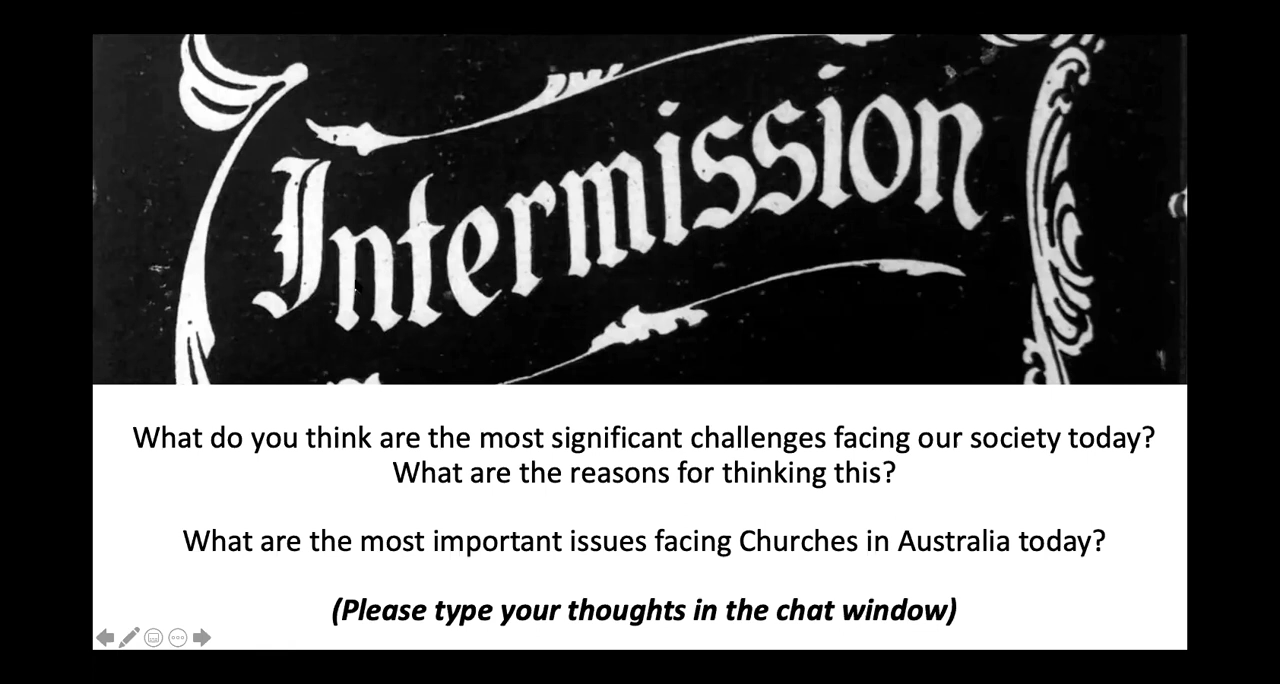 Intermission
What do you think are the most significant challenges facing our society today?
What are the reasons for thinking this?
What are the most important issues facing Churches in Australia today?
(Please type your thoughts in the chat window)